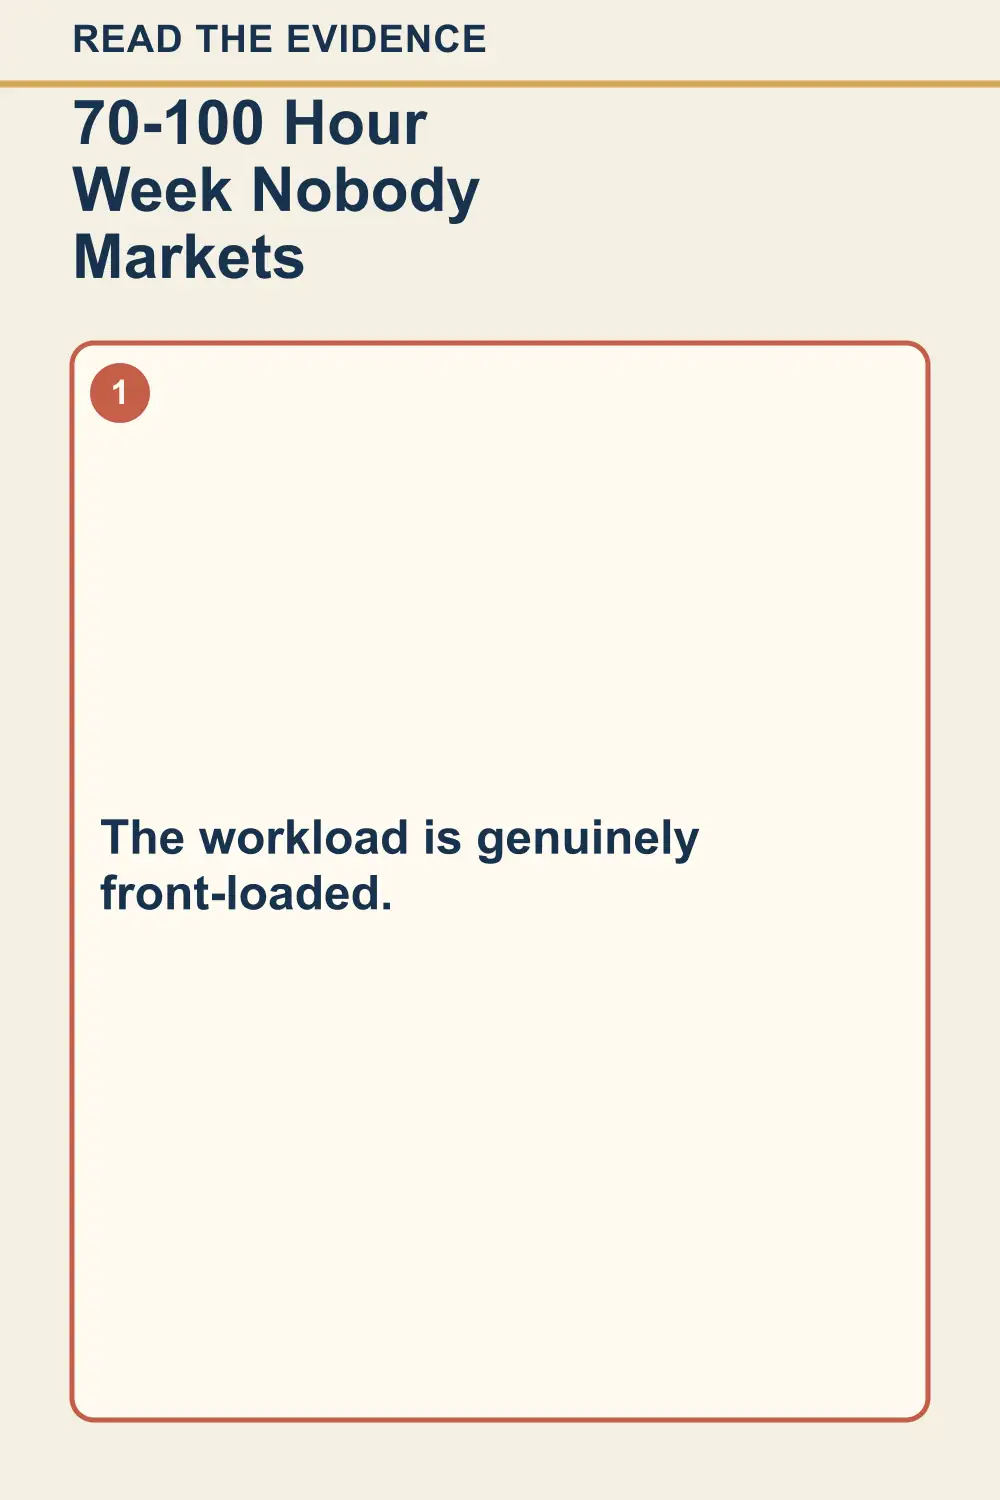 READ THE EVIDENCE
70-100 Hour
Week Nobody
Markets
1
The workload is genuinely
front-loaded.